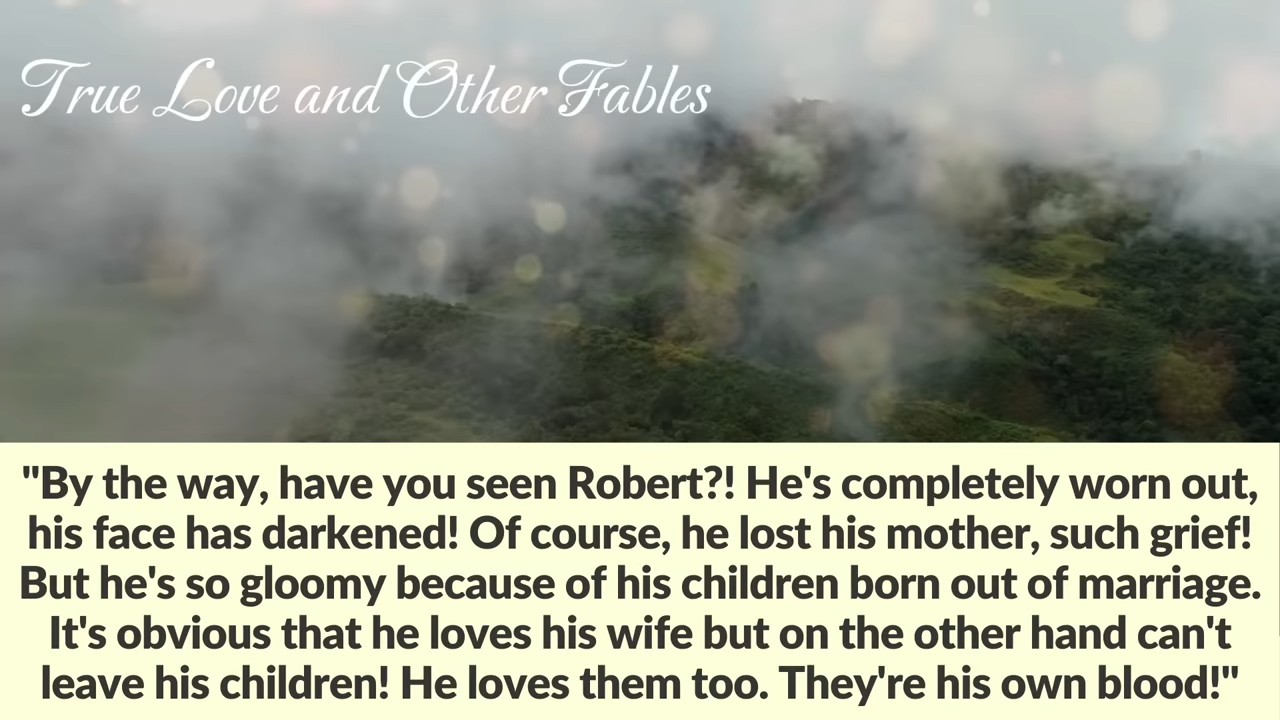 True Love and Other Fables
"By the way, have you seen Robert?! He's completely worn out,
his face has darkened! Of course, he lost his mother, such grief!
But he's so gloomy because of his children born out of marriage.
It's obvious that he loves his wife but on the other hand can't
leave his children! He loves them too. They're his own blood!"